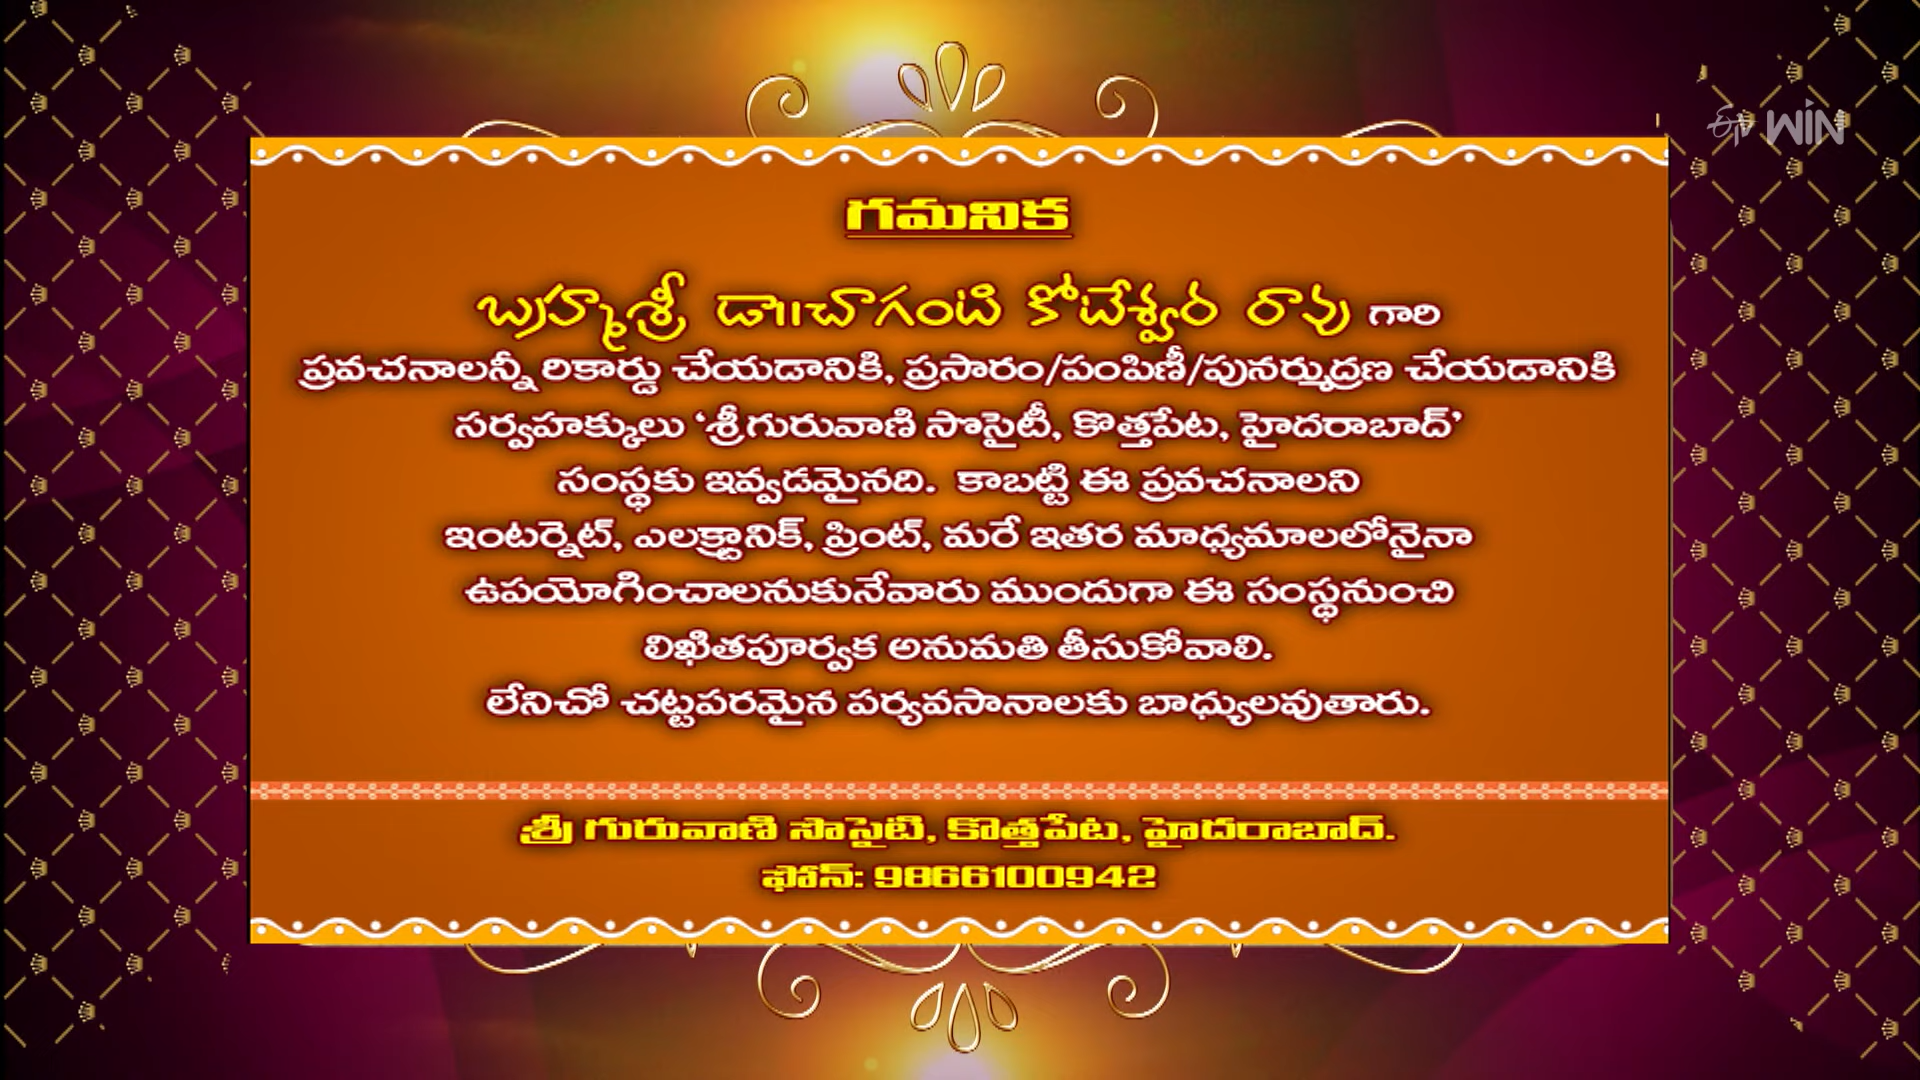 ఈTV WIN
గమనిక
బ్రహ్మశ్రీ డా॥చాగంటి కోటేశ్వర రావు గారి
ప్రవచనాలన్నీ రికార్డు చేయడానికి, ప్రసారం/పంపిణీ/పునర్ముద్రణ చేయడానికి
సర్వహక్కులు ‘శ్రీగురువాణి సొసైటీ, కొత్తపేట, హైదరాబాద్’
సంస్థకు ఇవ్వడమైనది. కాబట్టి ఈ ప్రవచనాలని
ఇంటర్నెట్, ఎలక్ట్రానిక్, ప్రింట్, మరే ఇతర మాధ్యమాలలోనైనా
ఉపయోగించాలనుకునేవారు ముందుగా ఈ సంస్థనుంచి
లిఖితపూర్వక అనుమతి తీసుకోవాలి.
లేనిచో చట్టపరమైన పర్యవసానాలకు బాధ్యులవుతారు.
శ్రీ గురువాణి సొసైటి, కొత్తపేట, హైదరాబాద్.
ఫోన్: 9866100942